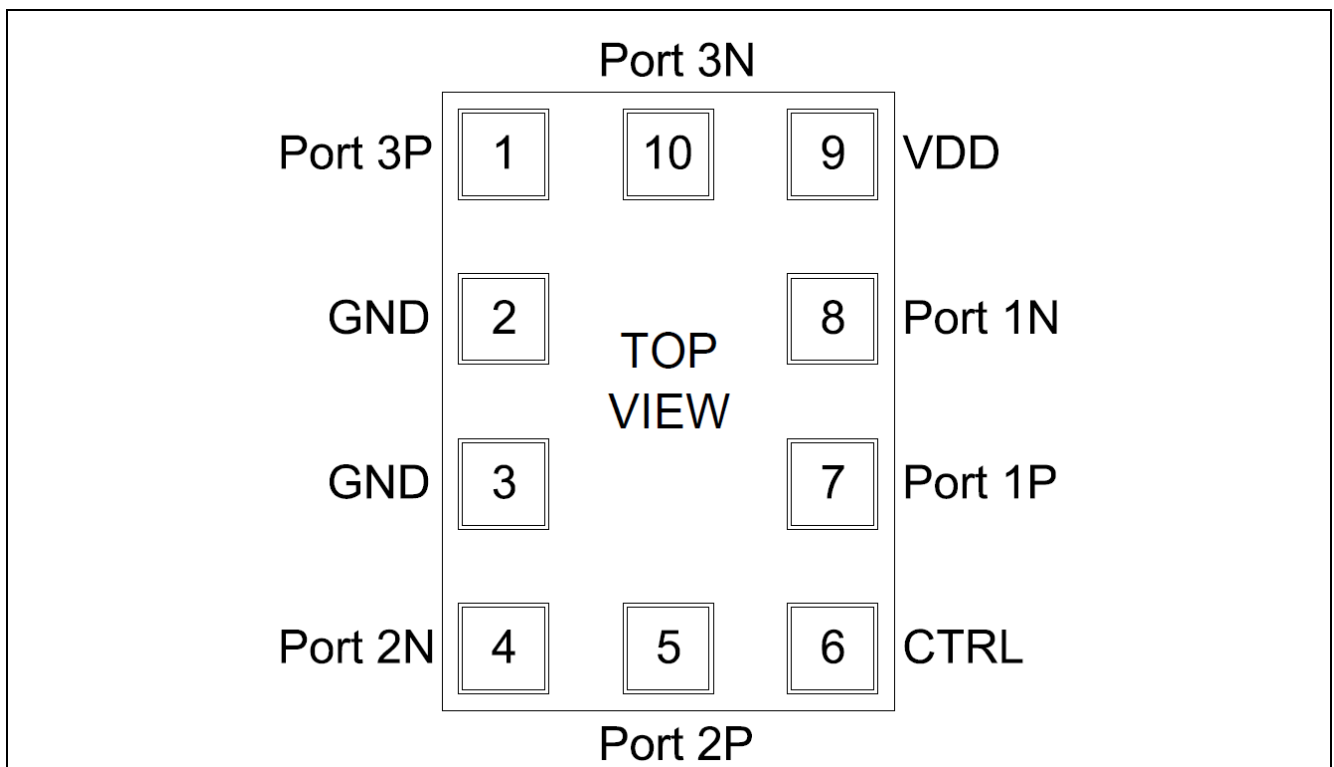 Port 3N
Port 3P 1 10 9 VDD
GND 2 8 Port 1N
TOP
VIEW
GND 3 7 Port 1P
Port 2N 4 5 6 CTRL
Port 2P